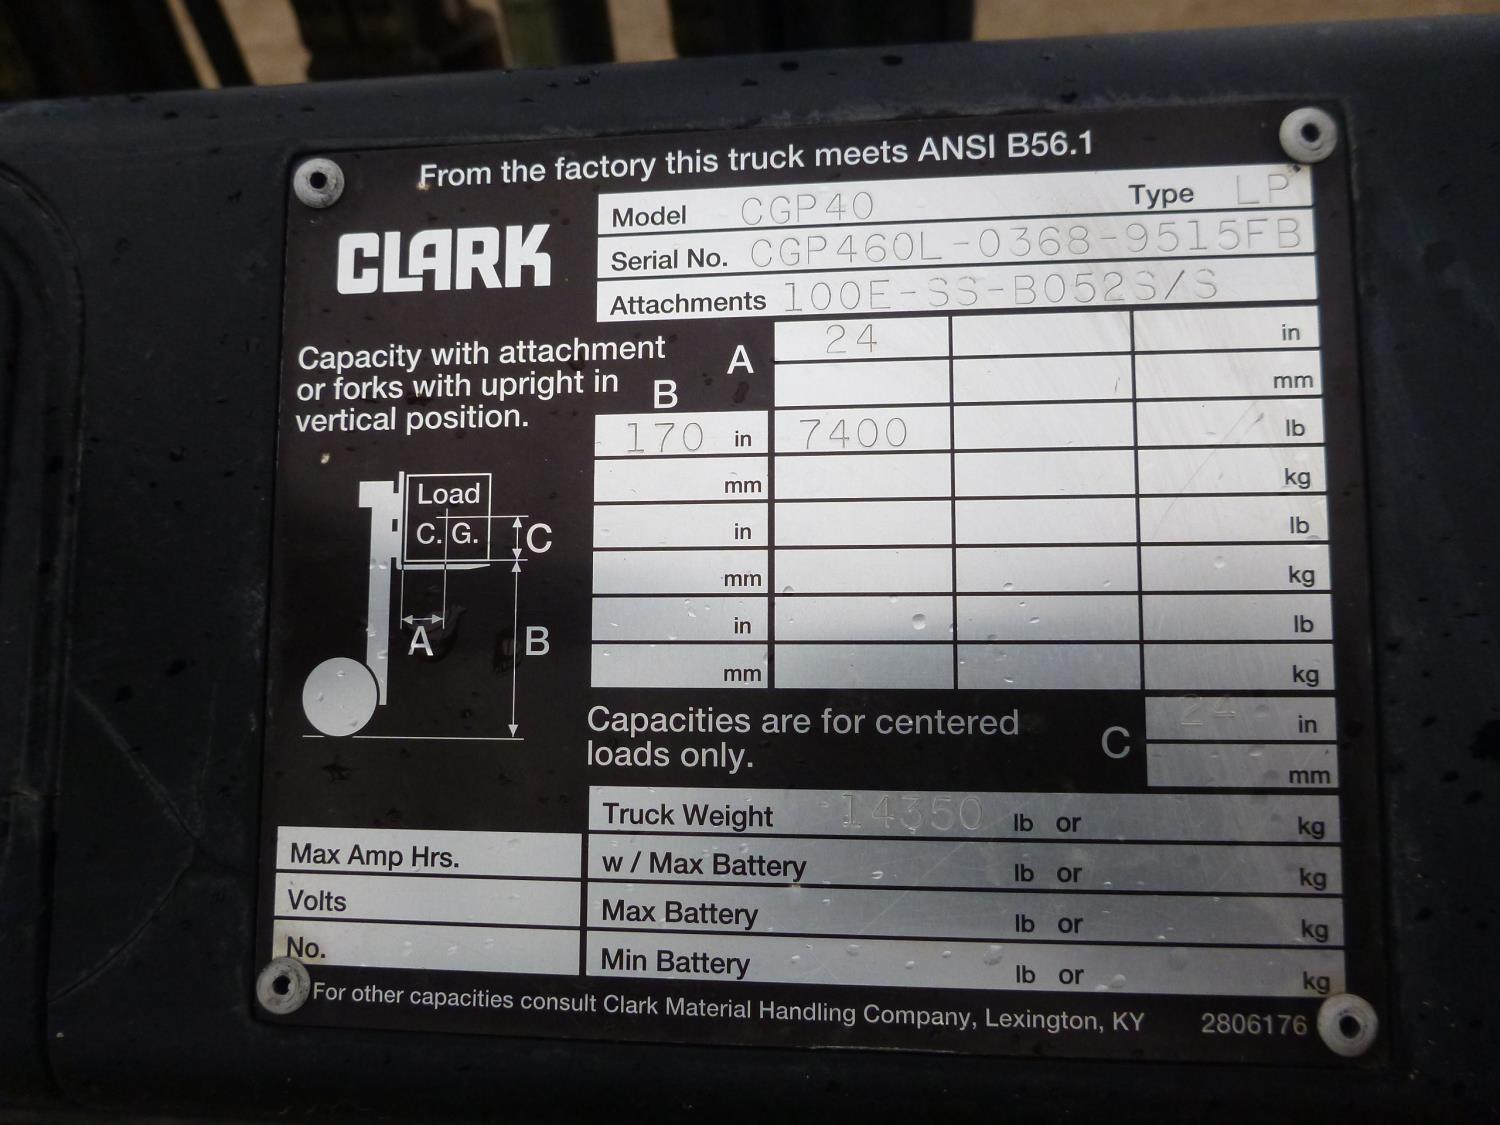 From the factory this truck meets ANSI B56.1
CLARK
Model CGP40 Type LP
Serial No. CGP460L-0368-9515FB
Attachments 100E-SS-B052S/S
Capacity with attachment
or forks with upright in
vertical position.
A 24 in
mm
B
170 in 7400 lb
mm kg
in lb
mm kg
in lb
mm kg
Load
C. G.
C
A
B
Capacities are for centered
loads only.
C 24 in
mm
Truck Weight 14350 lb or kg
w / Max Battery lb or kg
Max Battery lb or kg
Min Battery lb or kg
Max Amp Hrs.
Volts
No.
For other capacities consult Clark Material Handling Company, Lexington, KY 2806176